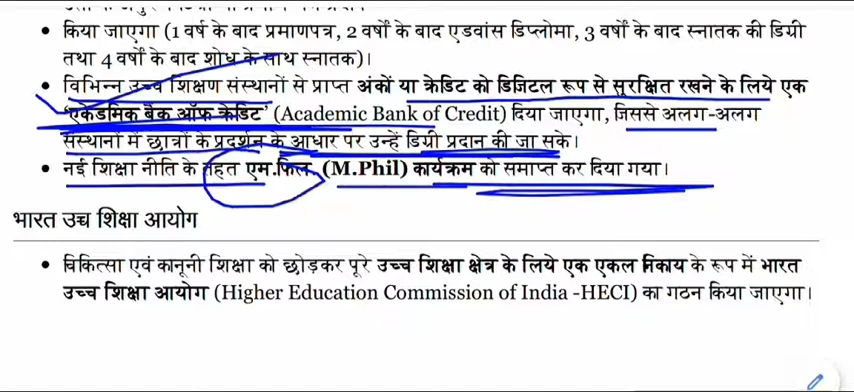 किया जाएगा (1 वर्ष के बाद प्रमाणपत्र, 2 वर्षों के बाद एडवांस डिप्लोमा, 3 वर्षों के बाद स्नातक की डिग्री
तथा 4 वर्षों के बाद शोध के साथ स्नातक)।
विभिन्न उच्च शिक्षण संस्थानों से प्राप्त अंकों या क्रेडिट को डिजिटल रूप से सुरक्षित रखने के लिये एक
'एकेडमिक बैंक ऑफ क्रेडिट' (Academic Bank of Credit) दिया जाएगा, जिससे अलग-अलग
संस्थानों में छात्रों के प्रदर्शन के आधार पर उन्हें डिग्री प्रदान की जा सके।
नई शिक्षा नीति के तहत एम.फिल. (M.Phil) कार्यक्रम को समाप्त कर दिया गया।
भारत उच्च शिक्षा आयोग
चिकित्सा एवं कानूनी शिक्षा को छोड़कर पूरे उच्च शिक्षा क्षेत्र के लिये एक एकल निकाय के रूप में भारत
उच्च शिक्षा आयोग (Higher Education Commission of India -HECI) का गठन किया जाएगा।